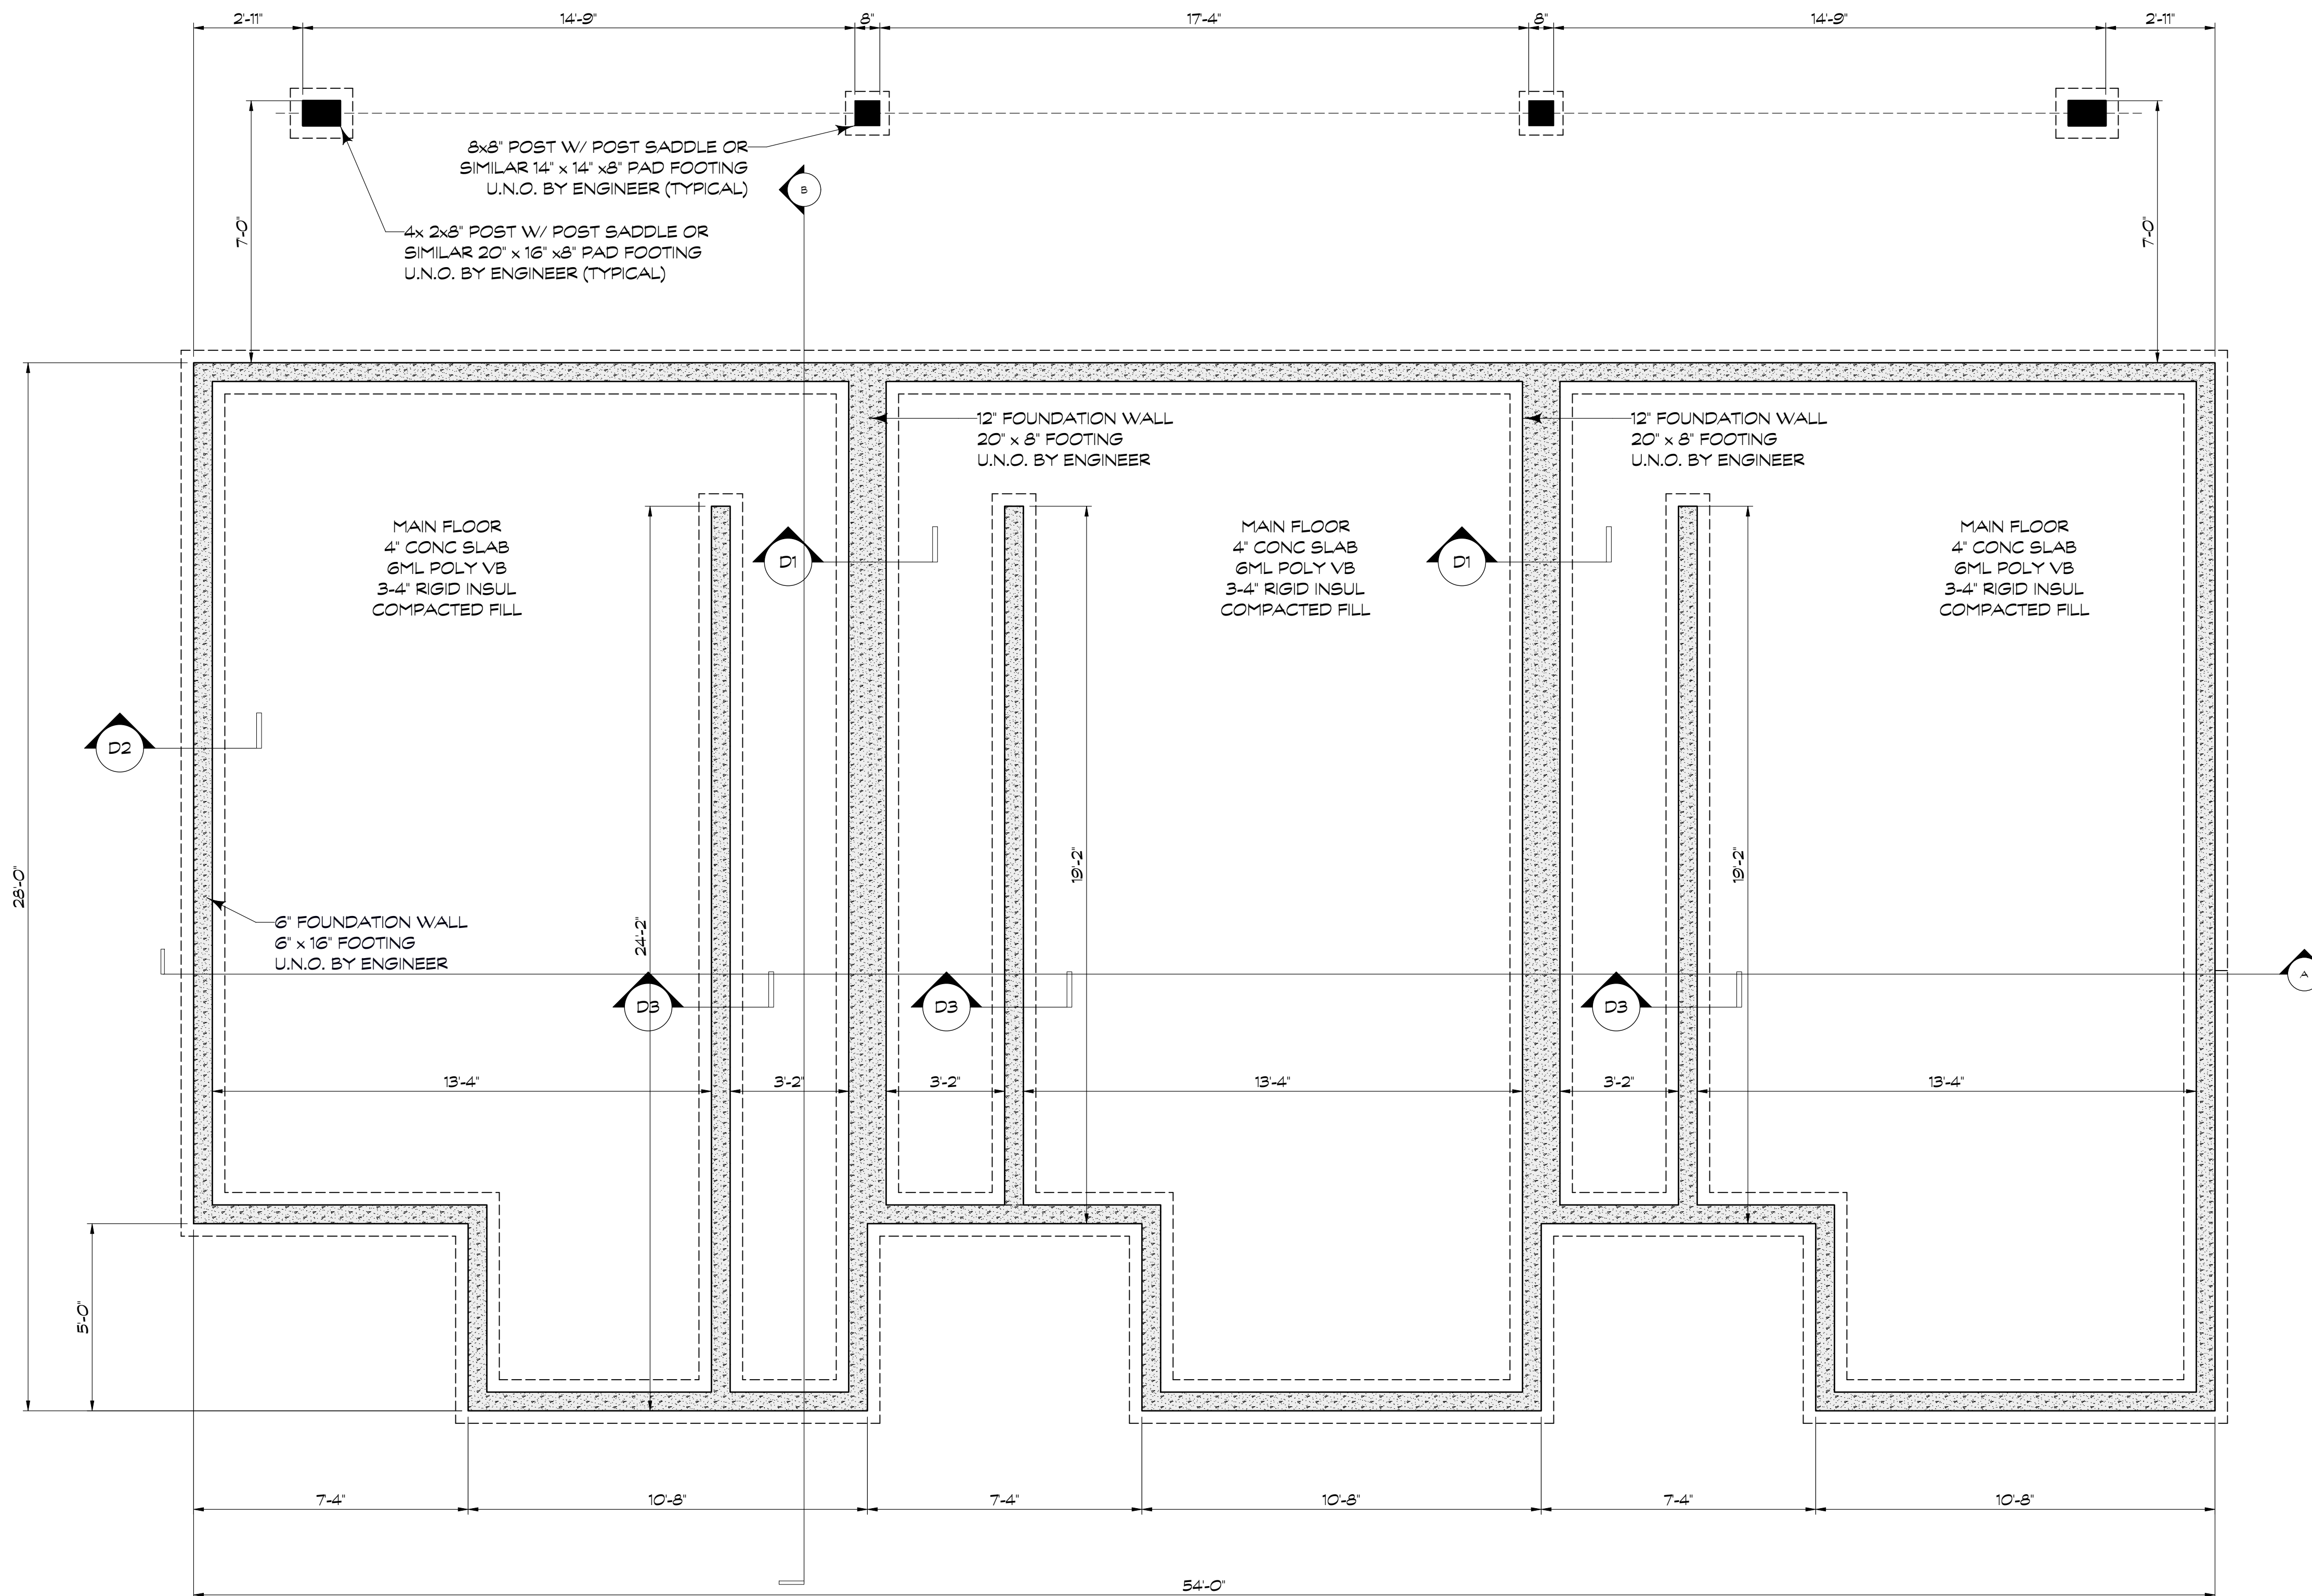 2'-11" 14'-9" 8" 17'-4" 8" 14'-9" 2'-11"
8x8" POST W/ POST SADDLE OR
SIMILAR 14" x 14" x8" PAD FOOTING
U.N.O. BY ENGINEER (TYPICAL)
B
4x 2x8" POST W/ POST SADDLE OR
SIMILAR 20" x 16" x8" PAD FOOTING
U.N.O. BY ENGINEER (TYPICAL)
7'-0"
7'-0"
12" FOUNDATION WALL
20" x 8" FOOTING
U.N.O. BY ENGINEER
12" FOUNDATION WALL
20" x 8" FOOTING
U.N.O. BY ENGINEER
MAIN FLOOR
4" CONC SLAB
6ML POLY VB
3-4" RIGID INSUL
COMPACTED FILL
D1
MAIN FLOOR
4" CONC SLAB
6ML POLY VB
3-4" RIGID INSUL
COMPACTED FILL
D1
MAIN FLOOR
4" CONC SLAB
6ML POLY VB
3-4" RIGID INSUL
COMPACTED FILL
D2
28'-0"
6" FOUNDATION WALL
6" x 16" FOOTING
U.N.O. BY ENGINEER
24'-2"
19'-2"
19'-2"
A
D3
D3
D3
13'-4" 3'-2" 3'-2" 13'-4" 3'-2" 13'-4"
5'-0"
7'-4" 10'-8" 7'-4" 10'-8" 7'-4" 10'-8"
54'-0"